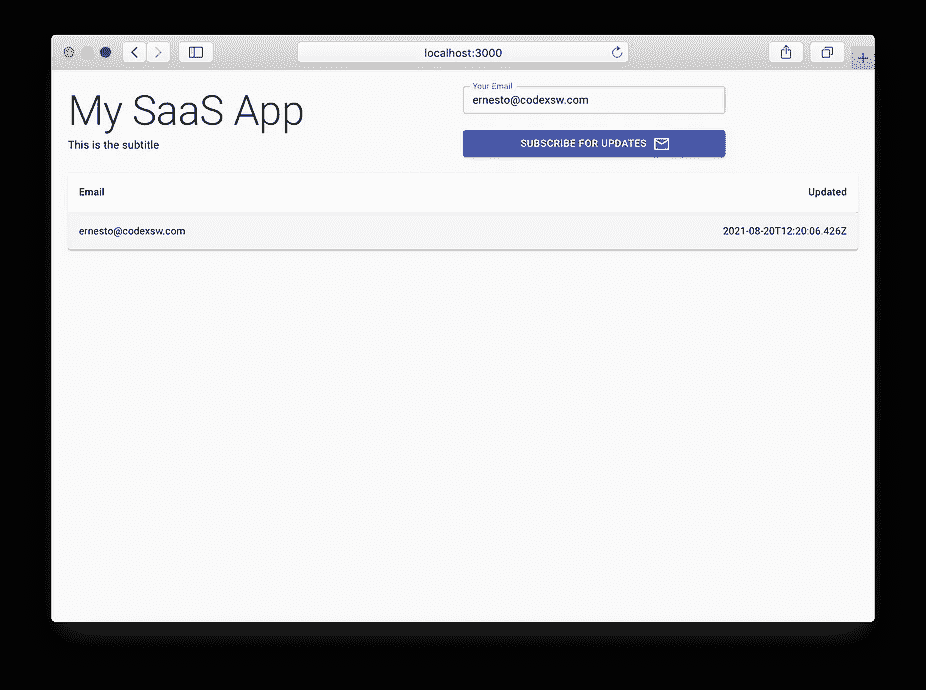 localhost:3000
My SaaS App
This is the subtitle
Your Email
ernesto@codexsw.com
SUBSCRIBE FOR UPDATES
Email Updated
ernesto@codexsw.com 2021-08-20T12:20:06.426Z